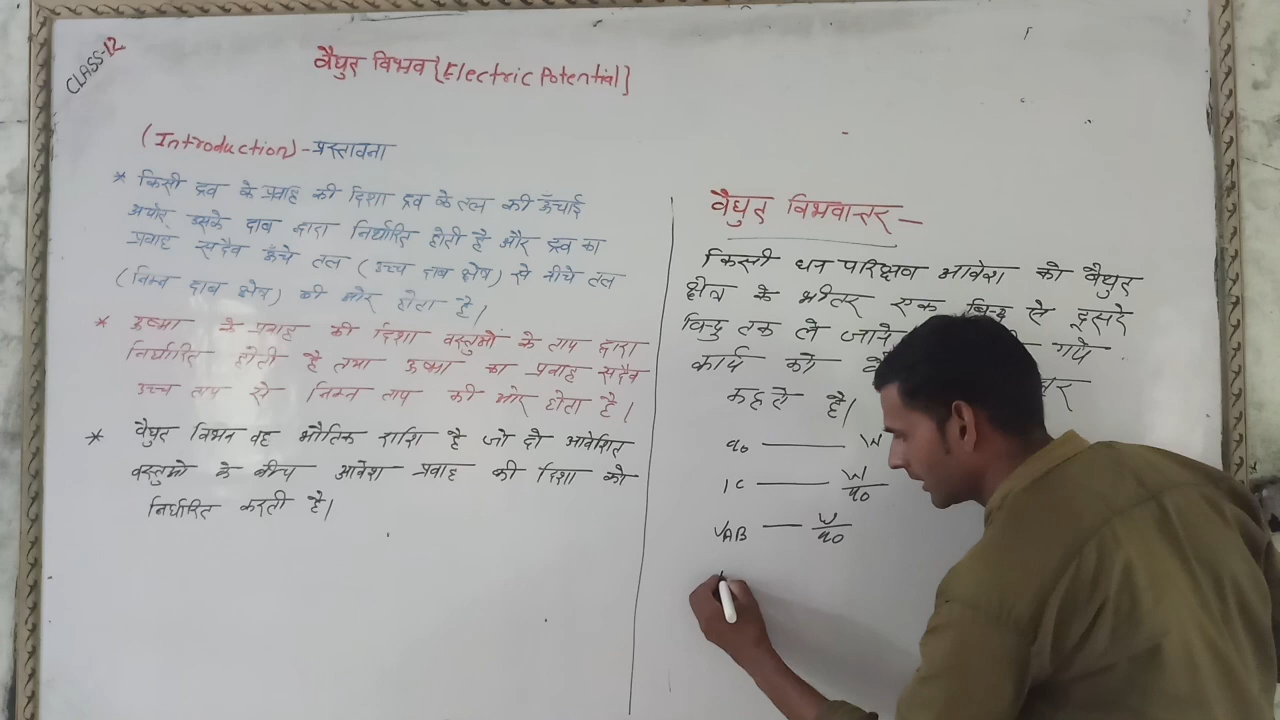 CLASS-12
वैधुत विभव {Electric Potential}
(Introduction) - प्रस्तावना
* किसी द्रव के प्रवाह की दिशा द्रव के तल की ऊँचाई
अर्थात् उसके दाब द्वारा निर्धारित होती है और द्रव का
प्रवाह सदैव ऊँचे तल (उच्च दाब क्षेत्र) से नीचे तल
(निम्न दाब क्षेत्र) की ओर होता है।
* ऊष्मा के प्रवाह की दिशा वस्तुओं के ताप द्वारा
निर्धारित होती है तथा ऊष्मा का प्रवाह सदैव
उच्च ताप से निम्न ताप की ओर होता है।
* वैधुत विभव वह भौतिक राशि है जो दो आवेशित
वस्तुओ के बीच आवेश प्रवाह की दिशा को
निर्धारित करती है।
वैधुत विभवान्तर -
किसी धन परिक्षव आवेश को वैधुत
क्षेत्र के भीतर एक बिन्दु से दूसरे
बिन्दु तक ले जाने गये
कार्य को
कहते है।
q0 — W
1C — W/q0
VAB — W/q0